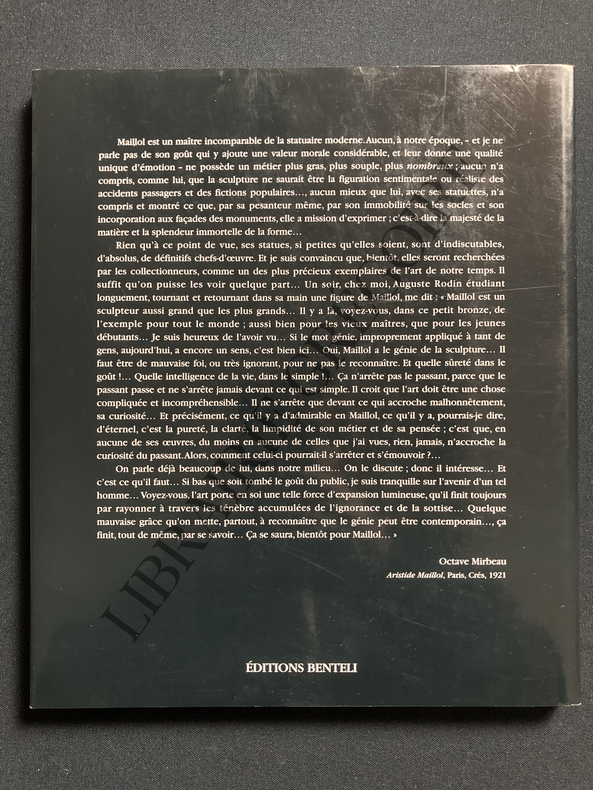 Maillol est un maître incomparable de la statuaire moderne. Aucun, à notre époque, – et je ne
parle pas de son goût qui y ajoute une valeur morale considérable, et leur donne une qualité
unique d'émotion – ne possède un métier plus gras, plus souple, plus nombreux ; aucun n'a
compris, comme lui, que la sculpture ne saurait être la figuration sentimentale ou réaliste des
accidents passagers et des fictions populaires…, aucun mieux que lui, avec ses statuettes, n'a
compris et montré ce que, par sa pesanteur même, par son immobilité sur les socles et son
incorporation aux façades des monuments, elle a mission d'exprimer ; c'est-à-dire la majesté de la
matière et la splendeur immortelle de la forme…
Rien qu'à ce point de vue, ses statues, si petites qu'elles soient, sont d'indiscutables,
d'absolus, de définitifs chefs-d'œuvre. Et je suis convaincu que, bientôt, elles seront recherchées
par les collectionneurs, comme un des plus précieux exemplaires de l'art de notre temps. Il
suffit qu'on puisse les voir quelque part… Un soir, chez moi, Auguste Rodin étudiant
longuement, tournant et retournant dans sa main une figure de Maillol, me dit : « Maillol est un
sculpteur aussi grand que les plus grands… Il y a là, voyez-vous, dans ce petit bronze, de
l'exemple pour tout le monde ; aussi bien pour les vieux maîtres, que pour les jeunes
débutants… Je suis heureux de l'avoir vu… Si le mot génie, improprement appliqué à tant de
gens, aujourd'hui, a encore un sens, c'est bien ici… Oui, Maillol a le génie de la sculpture… Il
faut être de mauvaise foi, ou très ignorant, pour ne pas le reconnaître. Et quelle sûreté dans le
goût !… Quelle intelligence de la vie, dans le simple !… Ça n'arrête pas le passant, parce que le
passant passe et ne s'arrête jamais devant ce qui est simple. Il croit que l'art doit être une chose
compliquée et incompréhensible… Il ne s'arrête que devant ce qui accroche malhonnêtement,
sa curiosité… Et précisément, ce qu'il y a d'admirable en Maillol, ce qu'il y a, pourrais-je dire,
d'éternel, c'est la pureté, la clarté, la limpidité de son métier et de sa pensée ; c'est que, en
aucune de ses œuvres, du moins en aucune de celles que j'ai vues, rien, jamais, n'accroche la
curiosité du passant. Alors, comment celui-ci pourrait-il s'arrêter et s'émouvoir ?…
On parle déjà beaucoup de lui, dans notre milieu… On le discute ; donc il intéresse… Et
c'est ce qu'il faut… Si bas que soit tombé le goût du public, je suis tranquille sur l'avenir d'un tel
homme… Voyez-vous, l'art porte en soi une telle force d'expansion lumineuse, qu'il finit toujours
par rayonner à travers les ténèbre accumulées de l'ignorance et de la sottise… Quelque
mauvaise grâce qu'on mette, partout, à reconnaître que le génie peut être contemporain…, ça
finit, tout de même, par se savoir… Ça se saura, bientôt pour Maillol… »
Octave Mirbeau
Aristide Maillol, Paris, Crés, 1921
ÉDITIONS BENTELI